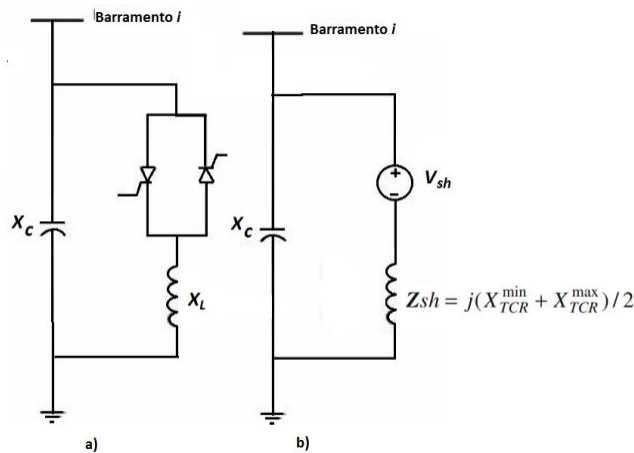 Barramento i
Barramento i
X_C
X_L
X_C
V_sh
Zsh = j(X_TCR^min + X_TCR^max)/2
a)
b)